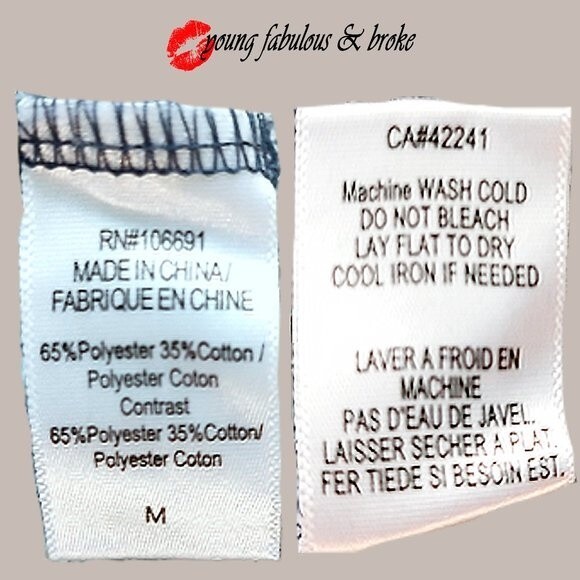 young fabulous & broke
RN#106691
MADE IN CHINA/
FABRIQUE EN CHINE
65%Polyester 35%Cotton /
Polyester Coton
Contrast
65%Polyester 35%Cotton/
Polyester Coton
M
CA#42241
Machine WASH COLD
DO NOT BLEACH
LAY FLAT TO DRY
COOL IRON IF NEEDED
LAVER A FROID EN
MACHINE
PAS D'EAU DE JAVEL.
LAISSER SECHER A PLAT.
FER TIEDE SI BESOIN EST.